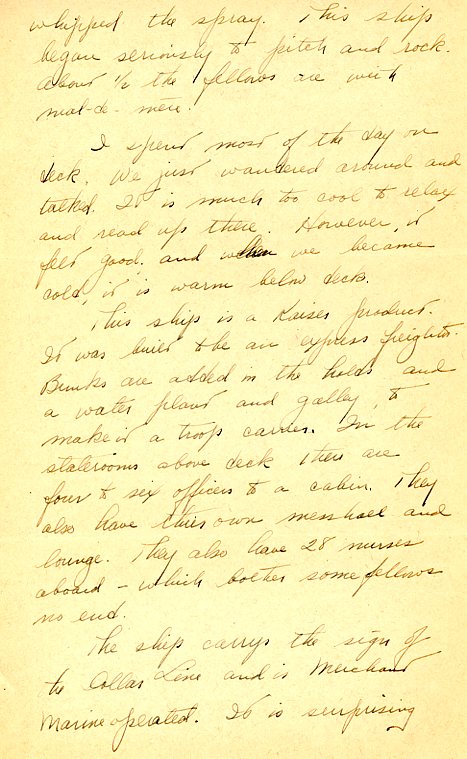 whipped the spray. This ship
began seriously to pitch and rock.
About 1/2 the fellows are with
mal-de-mere.
I spend most of the day on
deck. We just wandered around and
talked. It is much too cool to relax
and read up there. However, it
felt good. and when we became
cold, it is warm below deck.
This ship is a Kaiser product.
It was built to be an express freighter.
Bunks are added in the holds and
a water plant and galley, to
make it a troop carrier. In the
staterooms above deck there are
four to six officers to a cabin. They
also have their own messhall and
lounge. They also have 28 nurses
aboard - which bother some fellows
no end.
The ship carrys the sign of
the Line and is Merchant
Marine operated. It is surprising